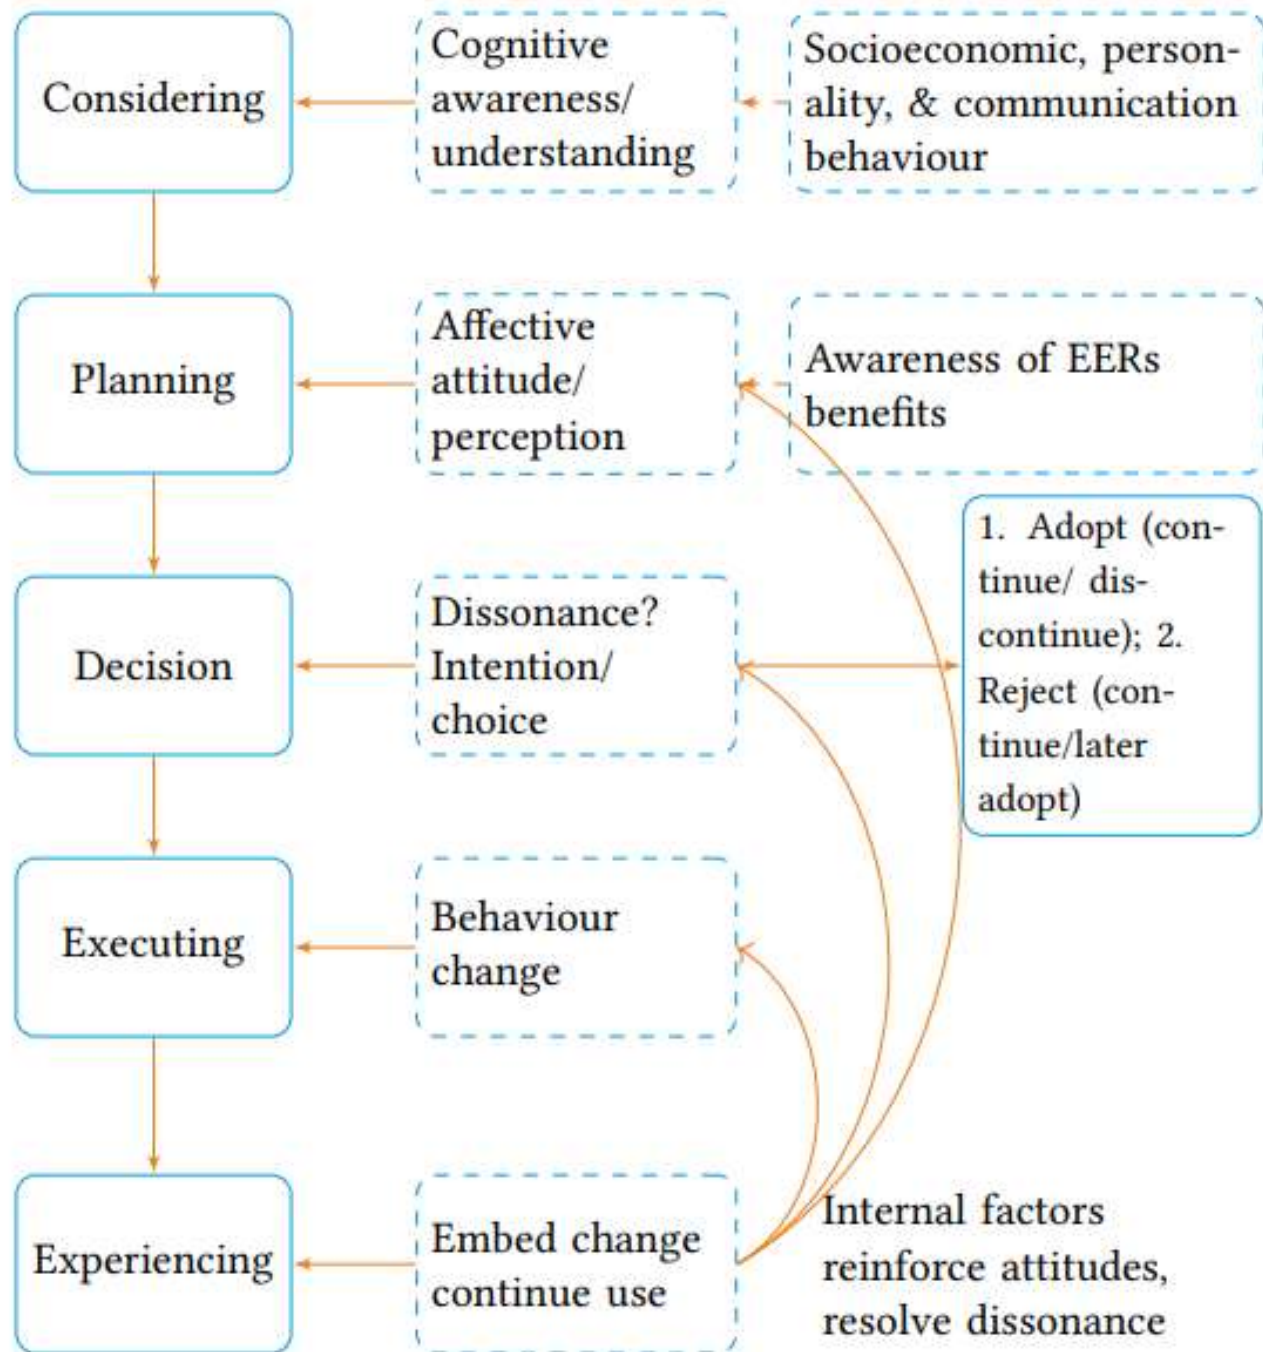 Considering
Cognitive
awareness/
understanding
Socioeconomic, person-
ality, & communication
behaviour
Planning
Affective
attitude/
perception
Awareness of EERs
benefits
Decision
Dissonance?
Intention/
choice
1. Adopt (con-
tinue/ dis-
continue); 2.
Reject (con-
tinue/later
adopt)
Executing
Behaviour
change
Experiencing
Embed change
continue use
Internal factors
reinforce attitudes,
resolve dissonance